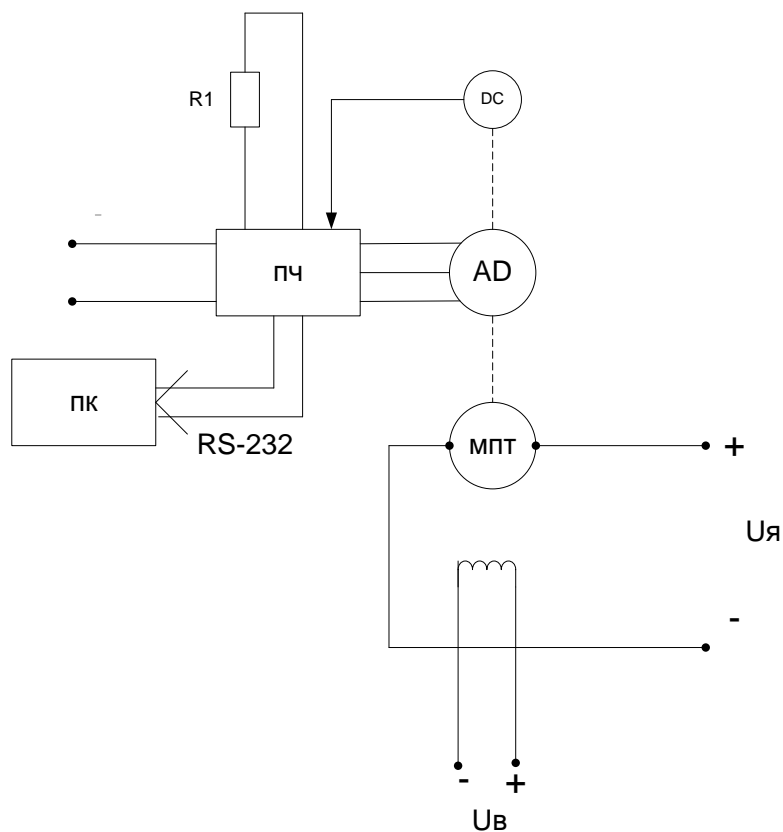 R1
DC
~
ПЧ
AD
ПК
RS-232
МПТ
+
Uя
-
- +
Uв